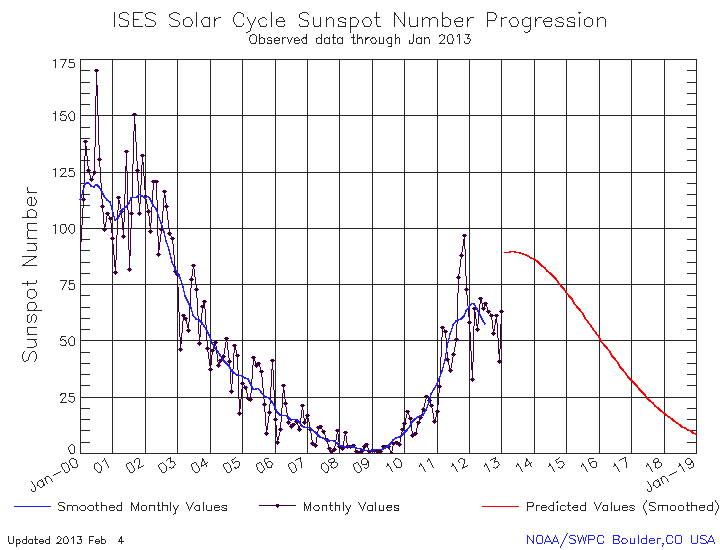 ISES Solar Cycle Sunspot Number Progression
Observed data through Jan 2013
175
150
125
100
75
50
25
0
Sunspot Number
Jan-00 01 02 03 04 05 06 07 08 09 10 11 12 13 14 15 16 17 18 Jan-19
Smoothed Monthly Values Monthly Values Predicted Values (Smoothed)
Updated 2013 Feb 4 NOAA/SWPC Boulder,CO USA